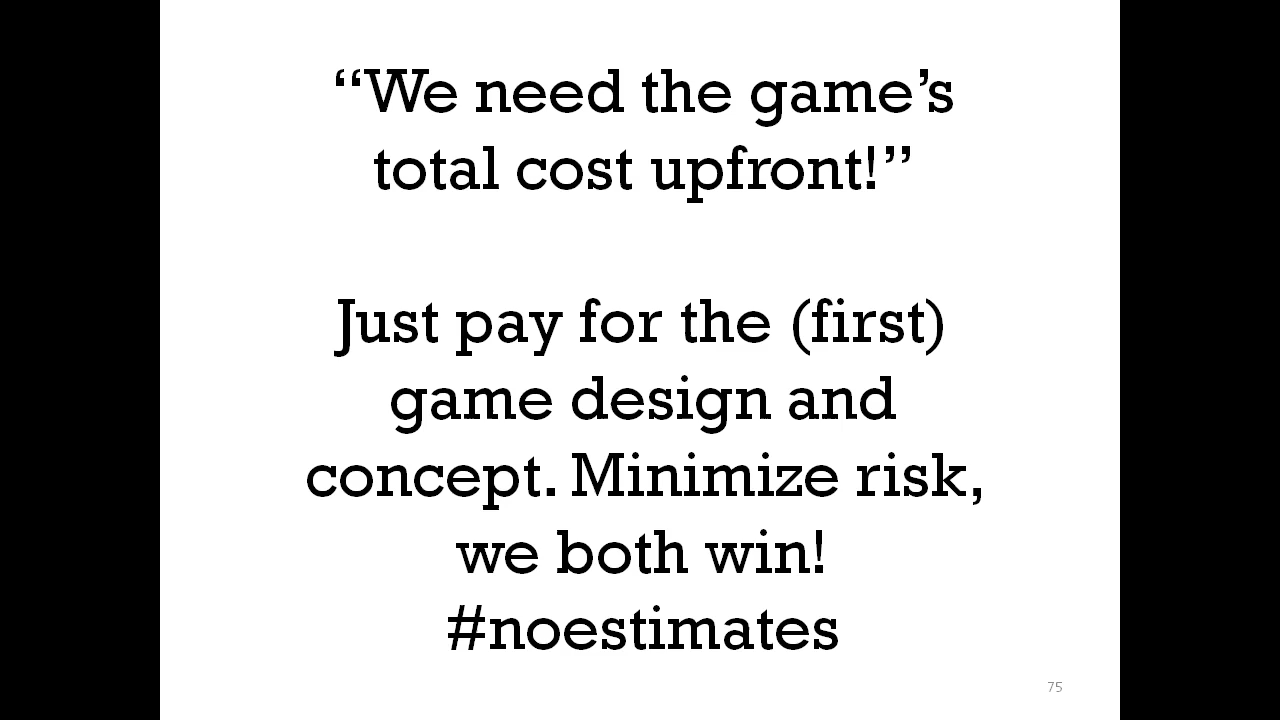 “We need the game’s
total cost upfront!”
Just pay for the (first)
game design and
concept. Minimize risk,
we both win!
#noestimates
75